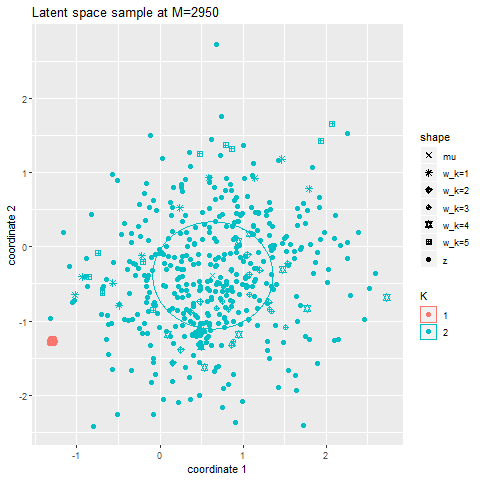 Latent space sample at M=2950
coordinate 2
2
1
0
-1
-2
-1
0
1
2
coordinate 1
shape
mu
w_k=1
w_k=2
w_k=3
w_k=4
w_k=5
z
K
1
2